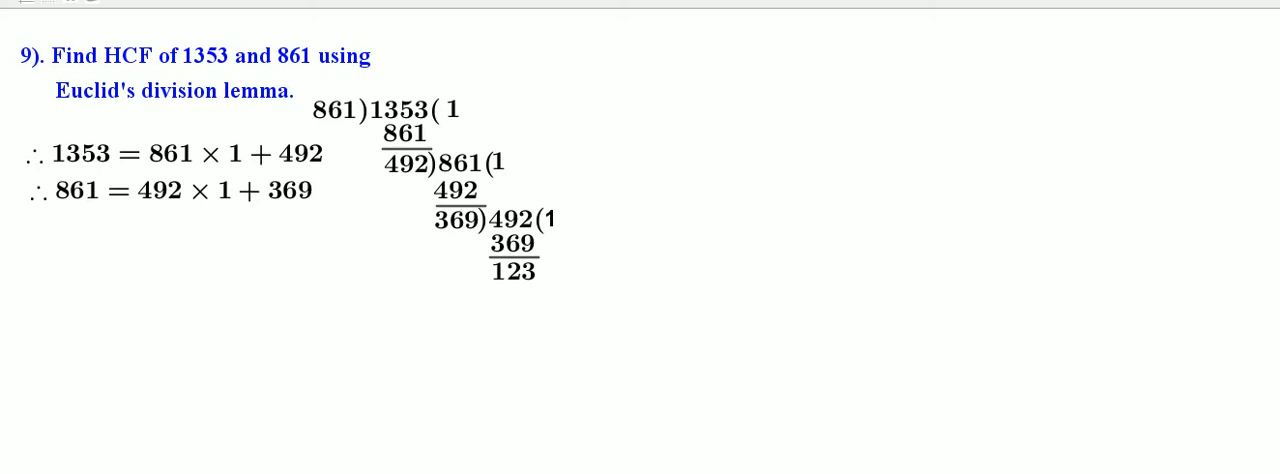 9). Find HCF of 1353 and 861 using
Euclid's division lemma.
861)1353( 1
861
∴ 1353 = 861 × 1 + 492
492)861(1
∴ 861 = 492 × 1 + 369
492
369)492(1
369
123